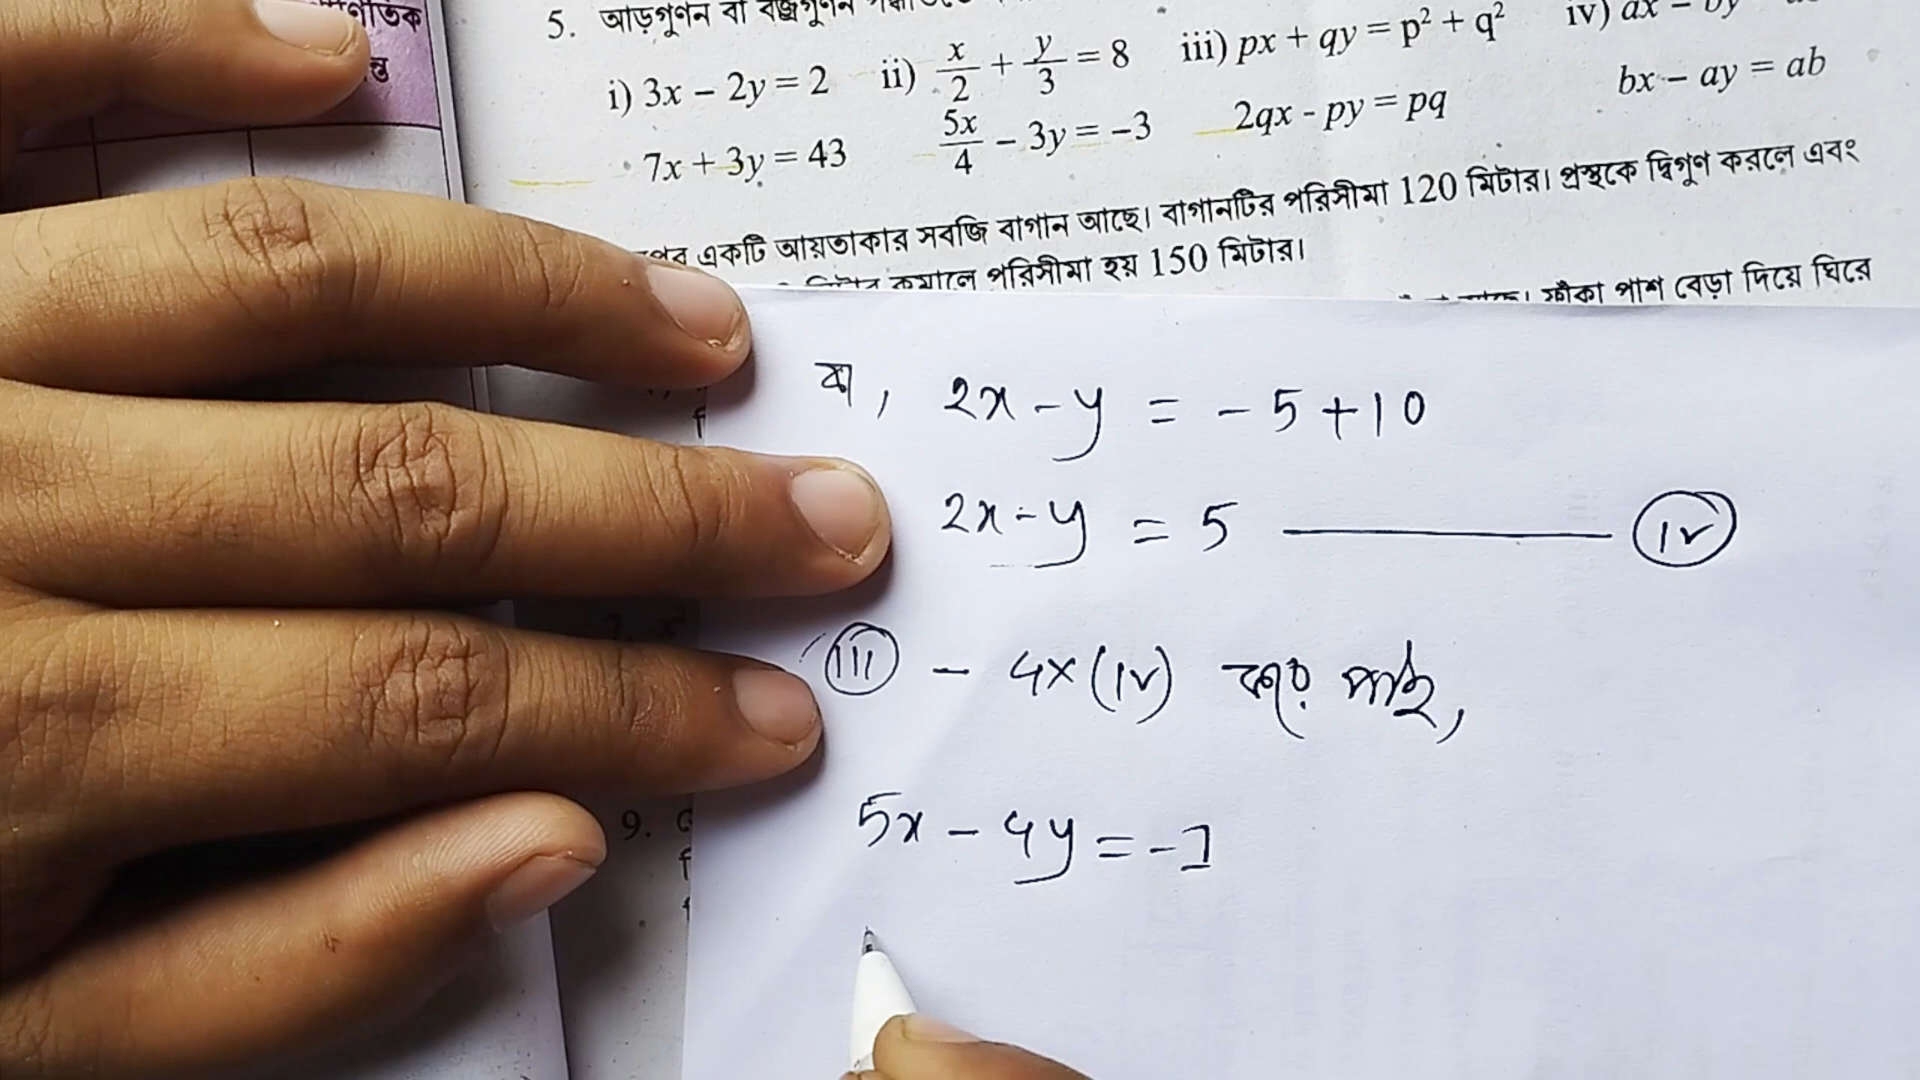 5. আড়গুণন বা বজ্রগুণন
i) 3x – 2y = 2 ii) x/2 + y/3 = 8 iii) px + qy = p² + q² iv) ax – by
7x + 3y = 43 5x/4 – 3y = –3 2qx - py = pq bx – ay = ab
একটি আয়তাকার সবজি বাগান আছে। বাগানটির পরিসীমা 120 মিটার। প্রস্থকে দ্বিগুণ করলে এবং
কমালে পরিসীমা হয় 150 মিটার।
ফাঁকা পাশ বেড়া দিয়ে ঘিরে
বা, 2x - y = - 5 + 10
2x - y = 5 (iv)
(iii) - 4x (iv) করে পাই,
9.
5x - 4y = -1